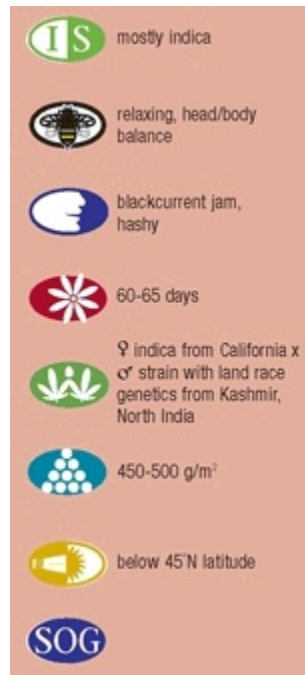 IS
mostly indica
relaxing, head/body
balance
blackcurrent jam,
hashy
60-65 days
♀ indica from California x
♂ strain with land race
genetics from Kashmir,
North India
450-500 g/m²
below 45°N latitude
SOG